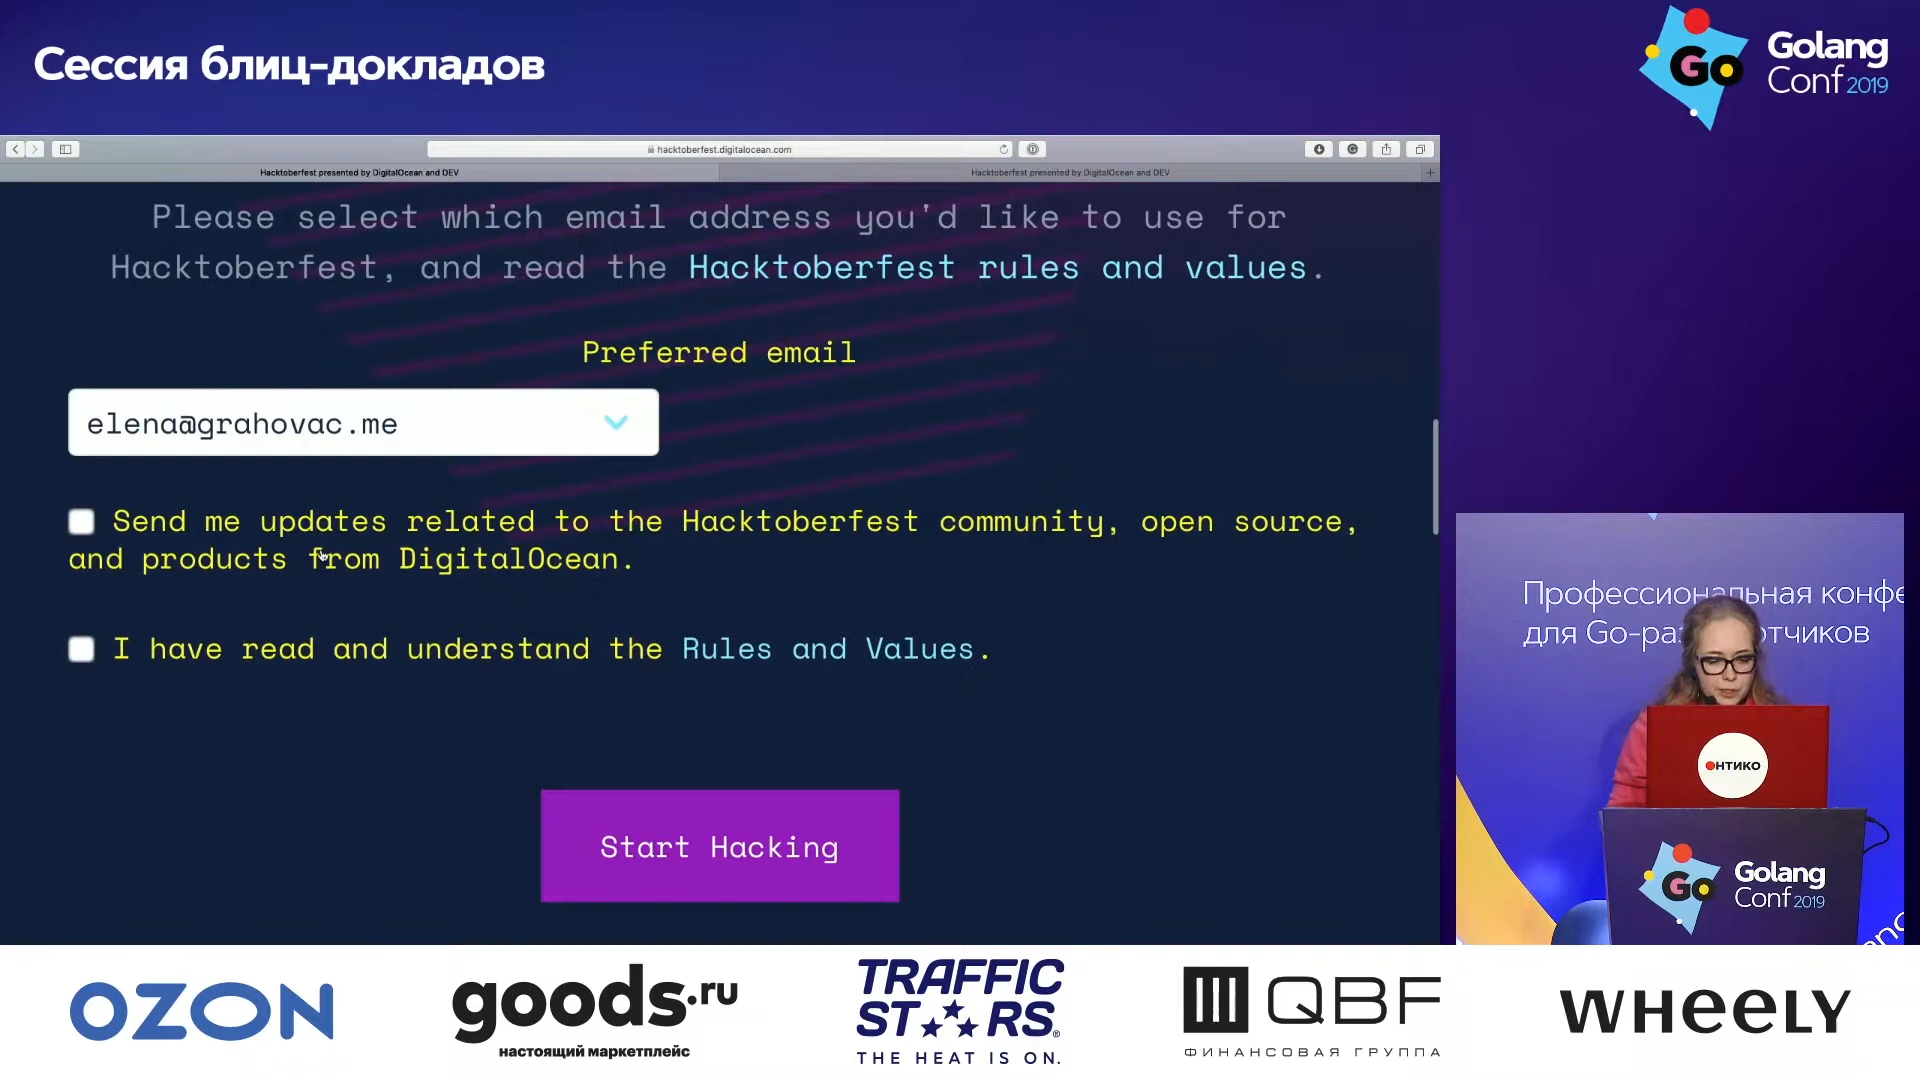 Сессия блиц-докладов
Go
Golang
Conf 2019
hacktoberfest.digitalocean.com
Hacktoberfest presented by DigitalOcean and DEV
Hacktoberfest presented by DigitalOcean and DEV
Please select which email address you'd like to use for
Hacktoberfest, and read the Hacktoberfest rules and values.
Preferred email
elena@grahovac.me
Send me updates related to the Hacktoberfest community, open source,
and products from DigitalOcean.
I have read and understand the Rules and Values.
Start Hacking
Профессиональная конфе
для Go-раз отчиков
ОНТИКО
Go
Golang
Conf 2019
OZON
goods.ru
настоящий маркетплейс
TRAFFIC
STARS
THE HEAT IS ON.
QBF
ФИНАНСОВАЯ ГРУППА
WHEELY